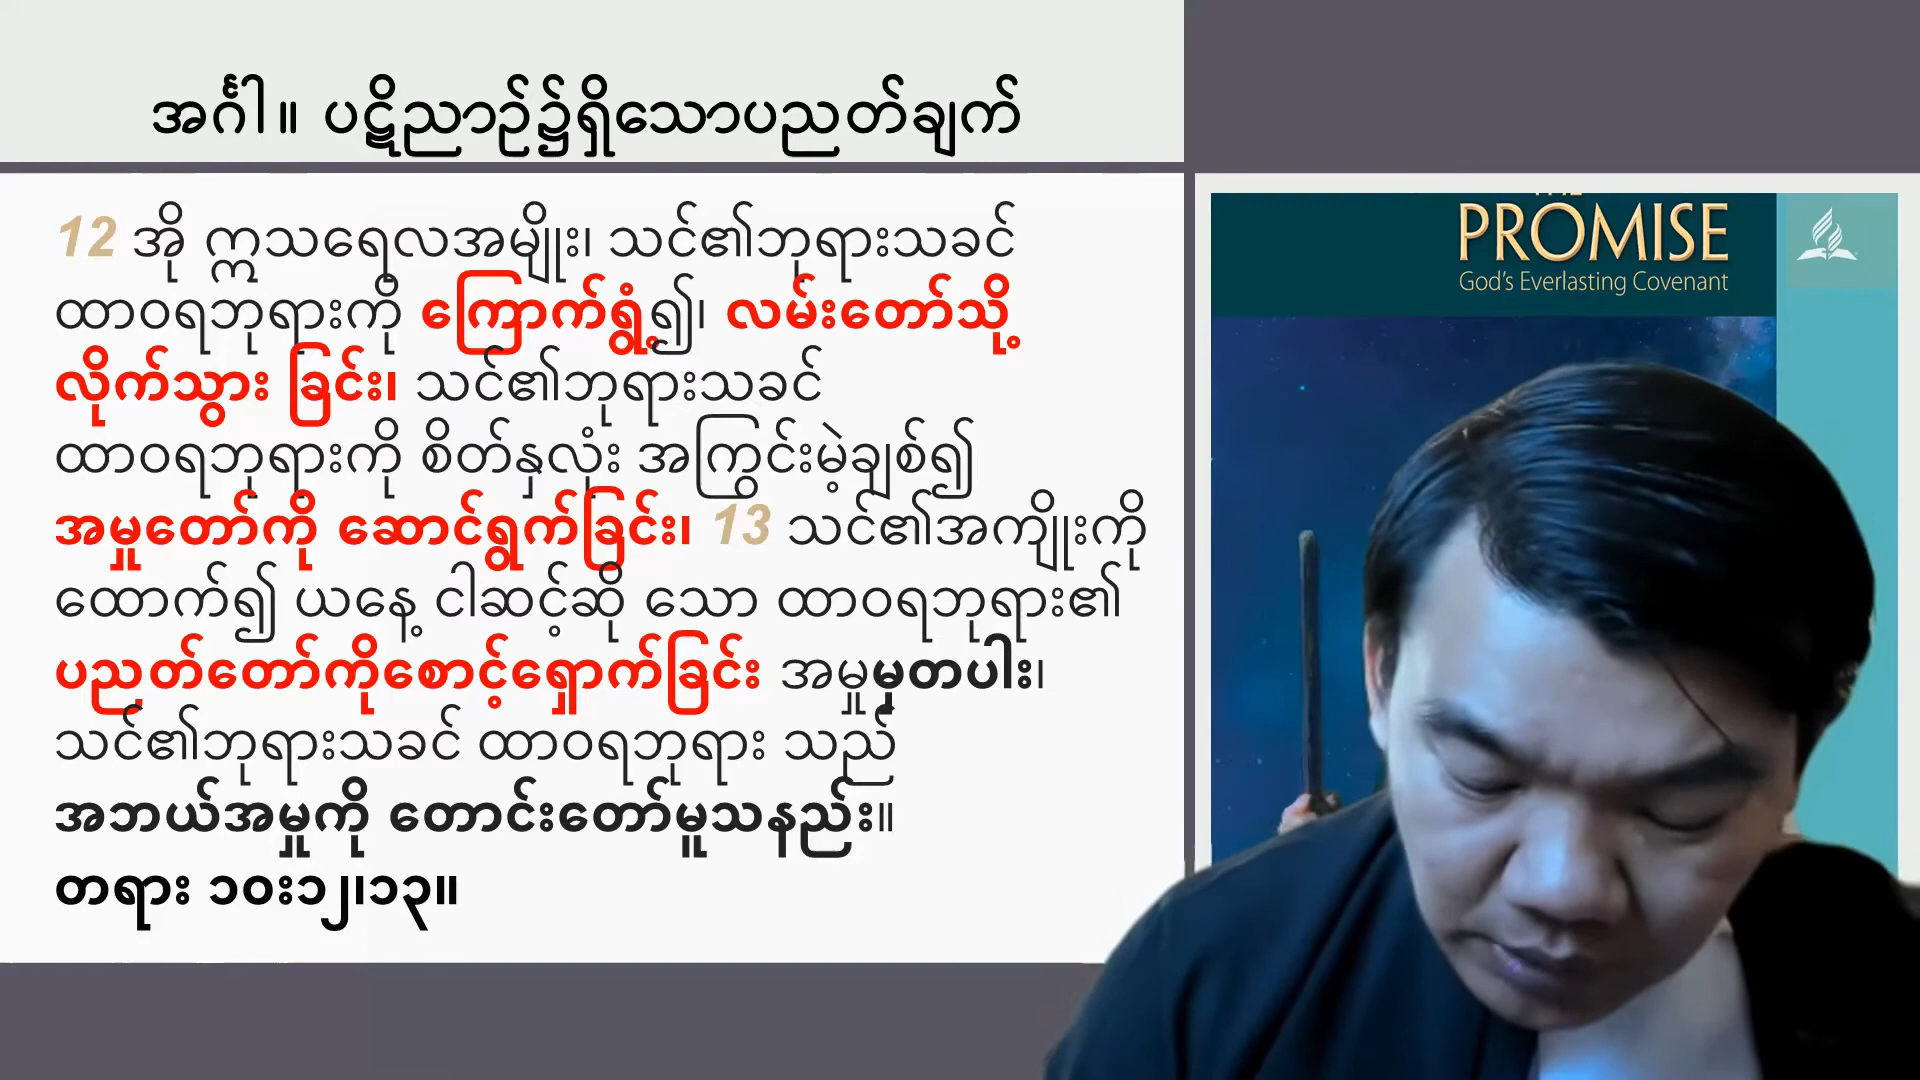 အင်္ဂါ။ ပဋိညာဉ်၌ရှိသောပညတ်ချက်
12 အို ဣသရေလအမျိုး၊ သင်၏ဘုရားသခင်
ထာဝရဘုရားကို ကြောက်ရွံ့၍၊ လမ်းတော်သို့
လိုက်သွား ခြင်း၊ သင်၏ဘုရားသခင်
ထာဝရဘုရားကို စိတ်နှလုံး အကြွင်းမဲ့ချစ်၍
အမှုတော်ကို ဆောင်ရွက်ခြင်း၊ 13 သင်၏အကျိုးကို
ထောက်၍ ယနေ့ ငါဆင့်ဆို သော ထာဝရဘုရား၏
ပညတ်တော်ကိုစောင့်ရှောက်ခြင်း အမှုမှတပါး၊
သင်၏ဘုရားသခင် ထာဝရဘုရား သည်
အဘယ်အမှုကို တောင်းတော်မူသနည်း။
တရား ၁၀း၁၂၊၁၃။
PROMISE
God's Everlasting Covenant